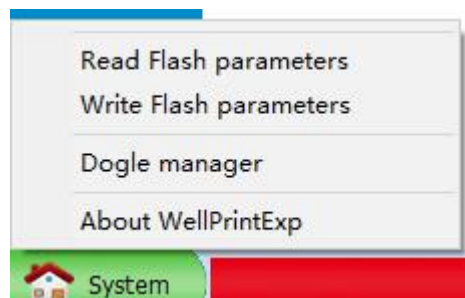 Read Flash parameters
Write Flash parameters
Dogle manager
About WellPrintExp
System